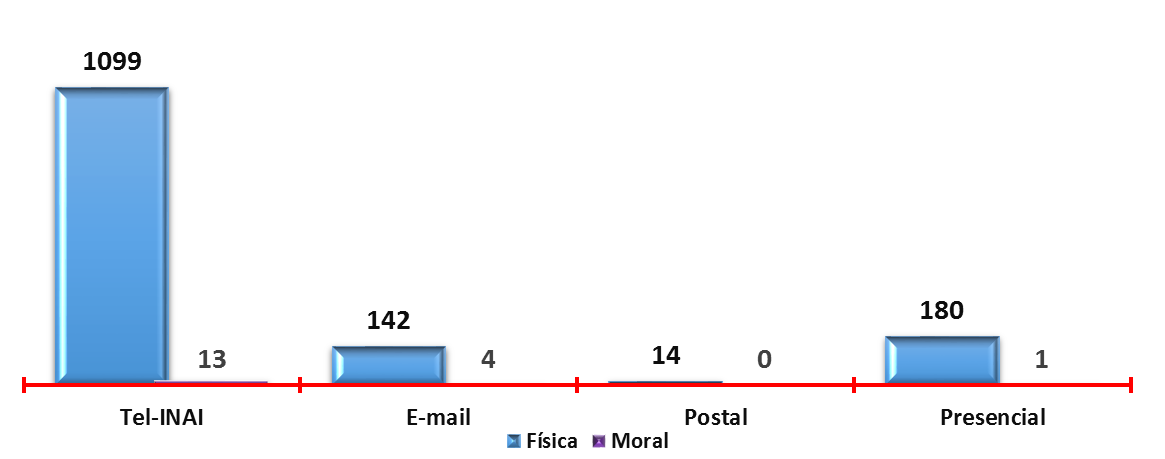 1099
13
142
4
14
0
180
1
Tel-INAI
E-mail
Postal
Presencial
Física Moral